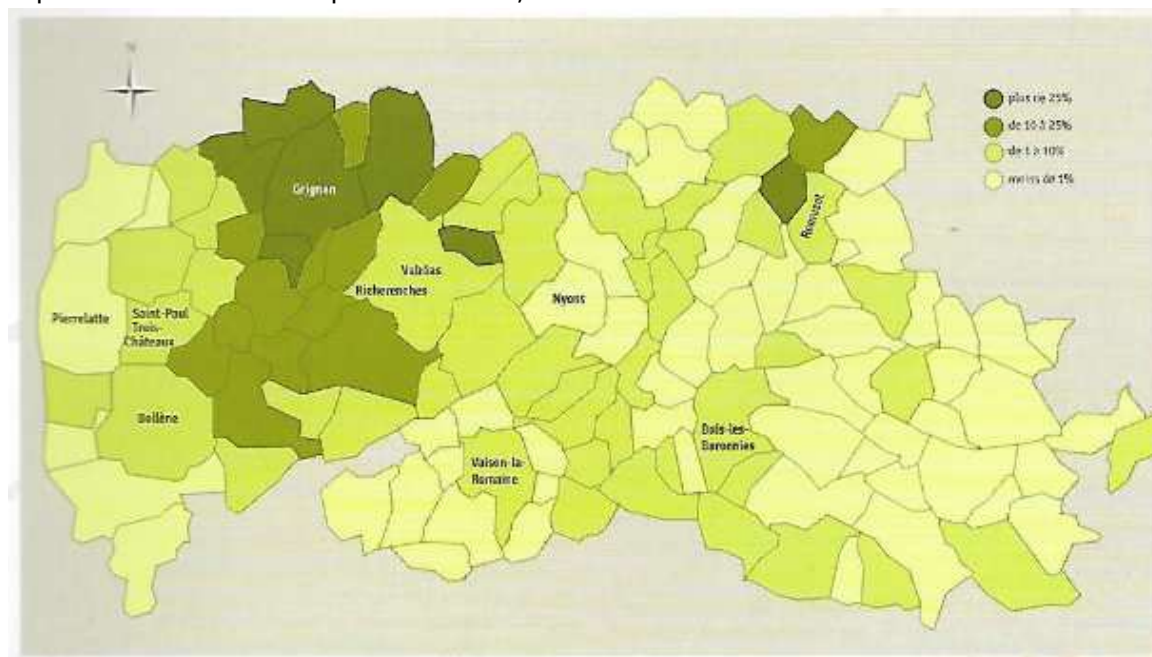 N
plus de 25%
de 10 à 25%
de 1 à 10%
moins de 1%
Grignan
Valréas
Richerenches
Rémuzat
Nyons
Pierrelatte
Saint-Paul
Trois-
Châteaux
Bollène
Buis-les-
Baronnies
Vaison-la-
Romaine